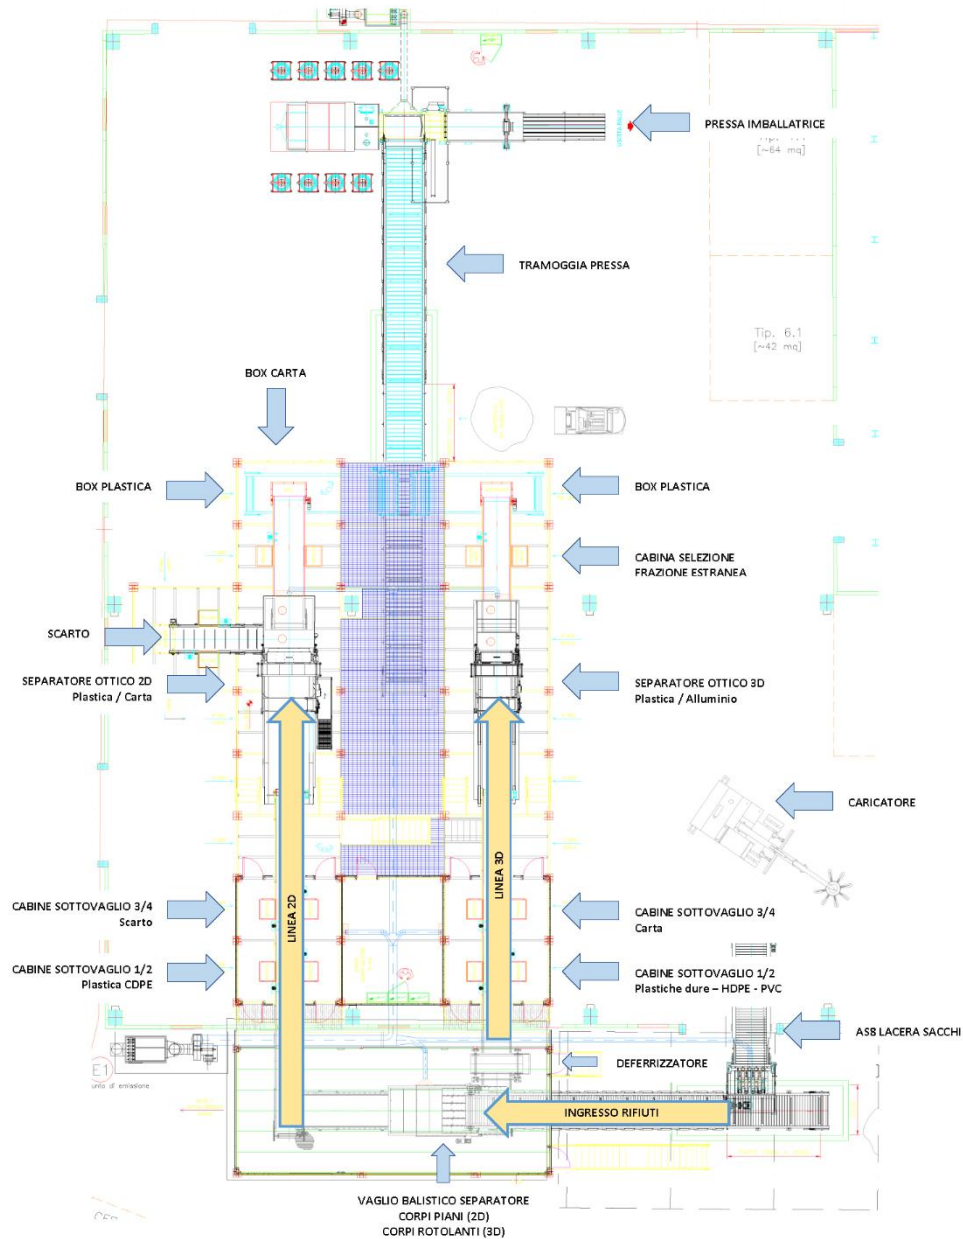 PRESSA IMBALLATRICE
[~64 mq]
TRAMOGGIA PRESSA
Tip. 6.1
[~42 mq]
BOX CARTA
BOX PLASTICA
BOX PLASTICA
CABINA SELEZIONE
FRAZIONE ESTRANEA
SCARTO
SEPARATORE OTTICO 2D
Plastica / Carta
SEPARATORE OTTICO 3D
Plastica / Alluminio
CARICATORE
LINEA 2D
LINEA 3D
CABINE SOTTOVAGLIO 3/4
Scarto
CABINE SOTTOVAGLIO 3/4
Carta
CABINE SOTTOVAGLIO 1/2
Plastica CDPE
CABINE SOTTOVAGLIO 1/2
Plastiche dure – HDPE - PVC
ASB LACERA SACCHI
E1
unto di emissione
DEFERRIZZATORE
INGRESSO RIFIUTI
VAGLIO BALISTICO SEPARATORE
CORPI PIANI (2D)
CORPI ROTOLANTI (3D)